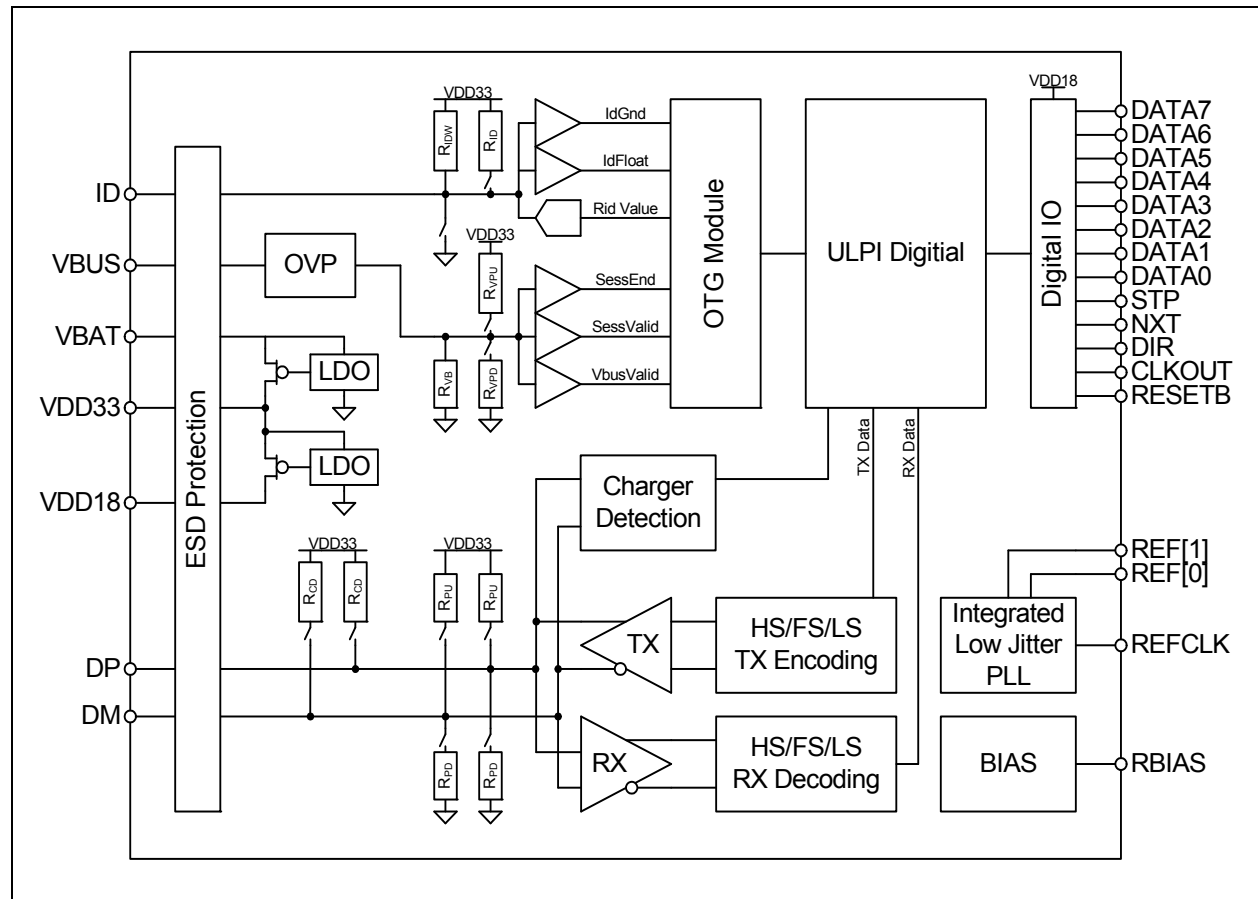 VDD33
RIDW
RID
IdGnd
IdFloat
Rid Value
VDD33
RVPU
SessEnd
SessValid
VbusValid
RVB
RVPD
OTG Module
ULPI Digitial
VDD18
Digital IO
DATA7
DATA6
DATA5
DATA4
DATA3
DATA2
DATA1
DATA0
STP
NXT
DIR
CLKOUT
RESETB
ID
VBUS
VBAT
VDD33
VDD18
ESD Protection
OVP
LDO
LDO
TX Data
RX Data
Charger
Detection
VDD33
RCD
RCD
VDD33
RPU
RPU
DP
DM
RPD
RPD
TX
HS/FS/LS
TX Encoding
RX
HS/FS/LS
RX Decoding
REF[1]
REF[0]
Integrated
Low Jitter
PLL
REFCLK
BIAS
RBIAS